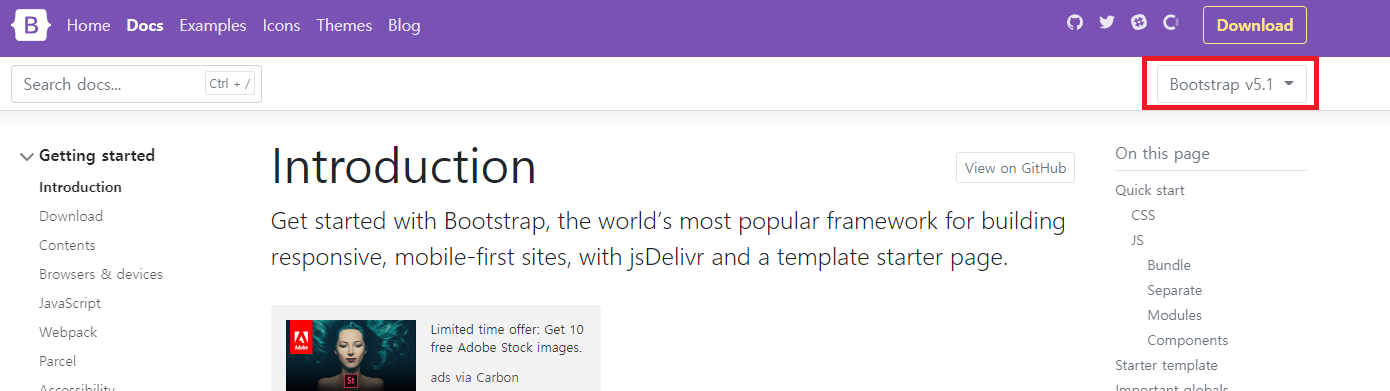 B Home Docs Examples Icons Themes Blog Download
Search docs... Ctrl + / Bootstrap v5.1
Getting started
Introduction
Download
Contents
Browsers & devices
JavaScript
Webpack
Parcel
Accessibility
Introduction
View on GitHub
Get started with Bootstrap, the world’s most popular framework for building
responsive, mobile-first sites, with jsDelivr and a template starter page.
Adobe
St
Limited time offer: Get 10
free Adobe Stock images.
ads via Carbon
On this page
Quick start
CSS
JS
Bundle
Separate
Modules
Components
Starter template
Important globals